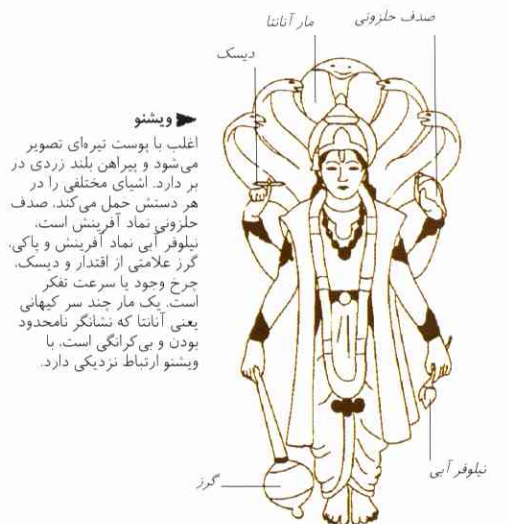 صدف حلزونی
مار آنانتا
دیسک
ویشنو
اغلب با پوست تیره‌ای تصویر
می‌شود و پیراهن بلند زردی در
بر دارد. اشیای مختلفی را در
هر دستش حمل می‌کند. صدف
حلزونی نماد آفرینش است،
نیلوفر آبی نماد آفرینش و پاکی،
گرز علامتی از اقتدار و دیسک،
چرخ وجود یا سرعت تفکر
است. یک مار چند سر کیهانی
یعنی آنانتا که نشانگر نامحدود
بودن و بی‌کرانگی است، با
ویشنو ارتباط نزدیکی دارد.
نیلوفر آبی
گرز